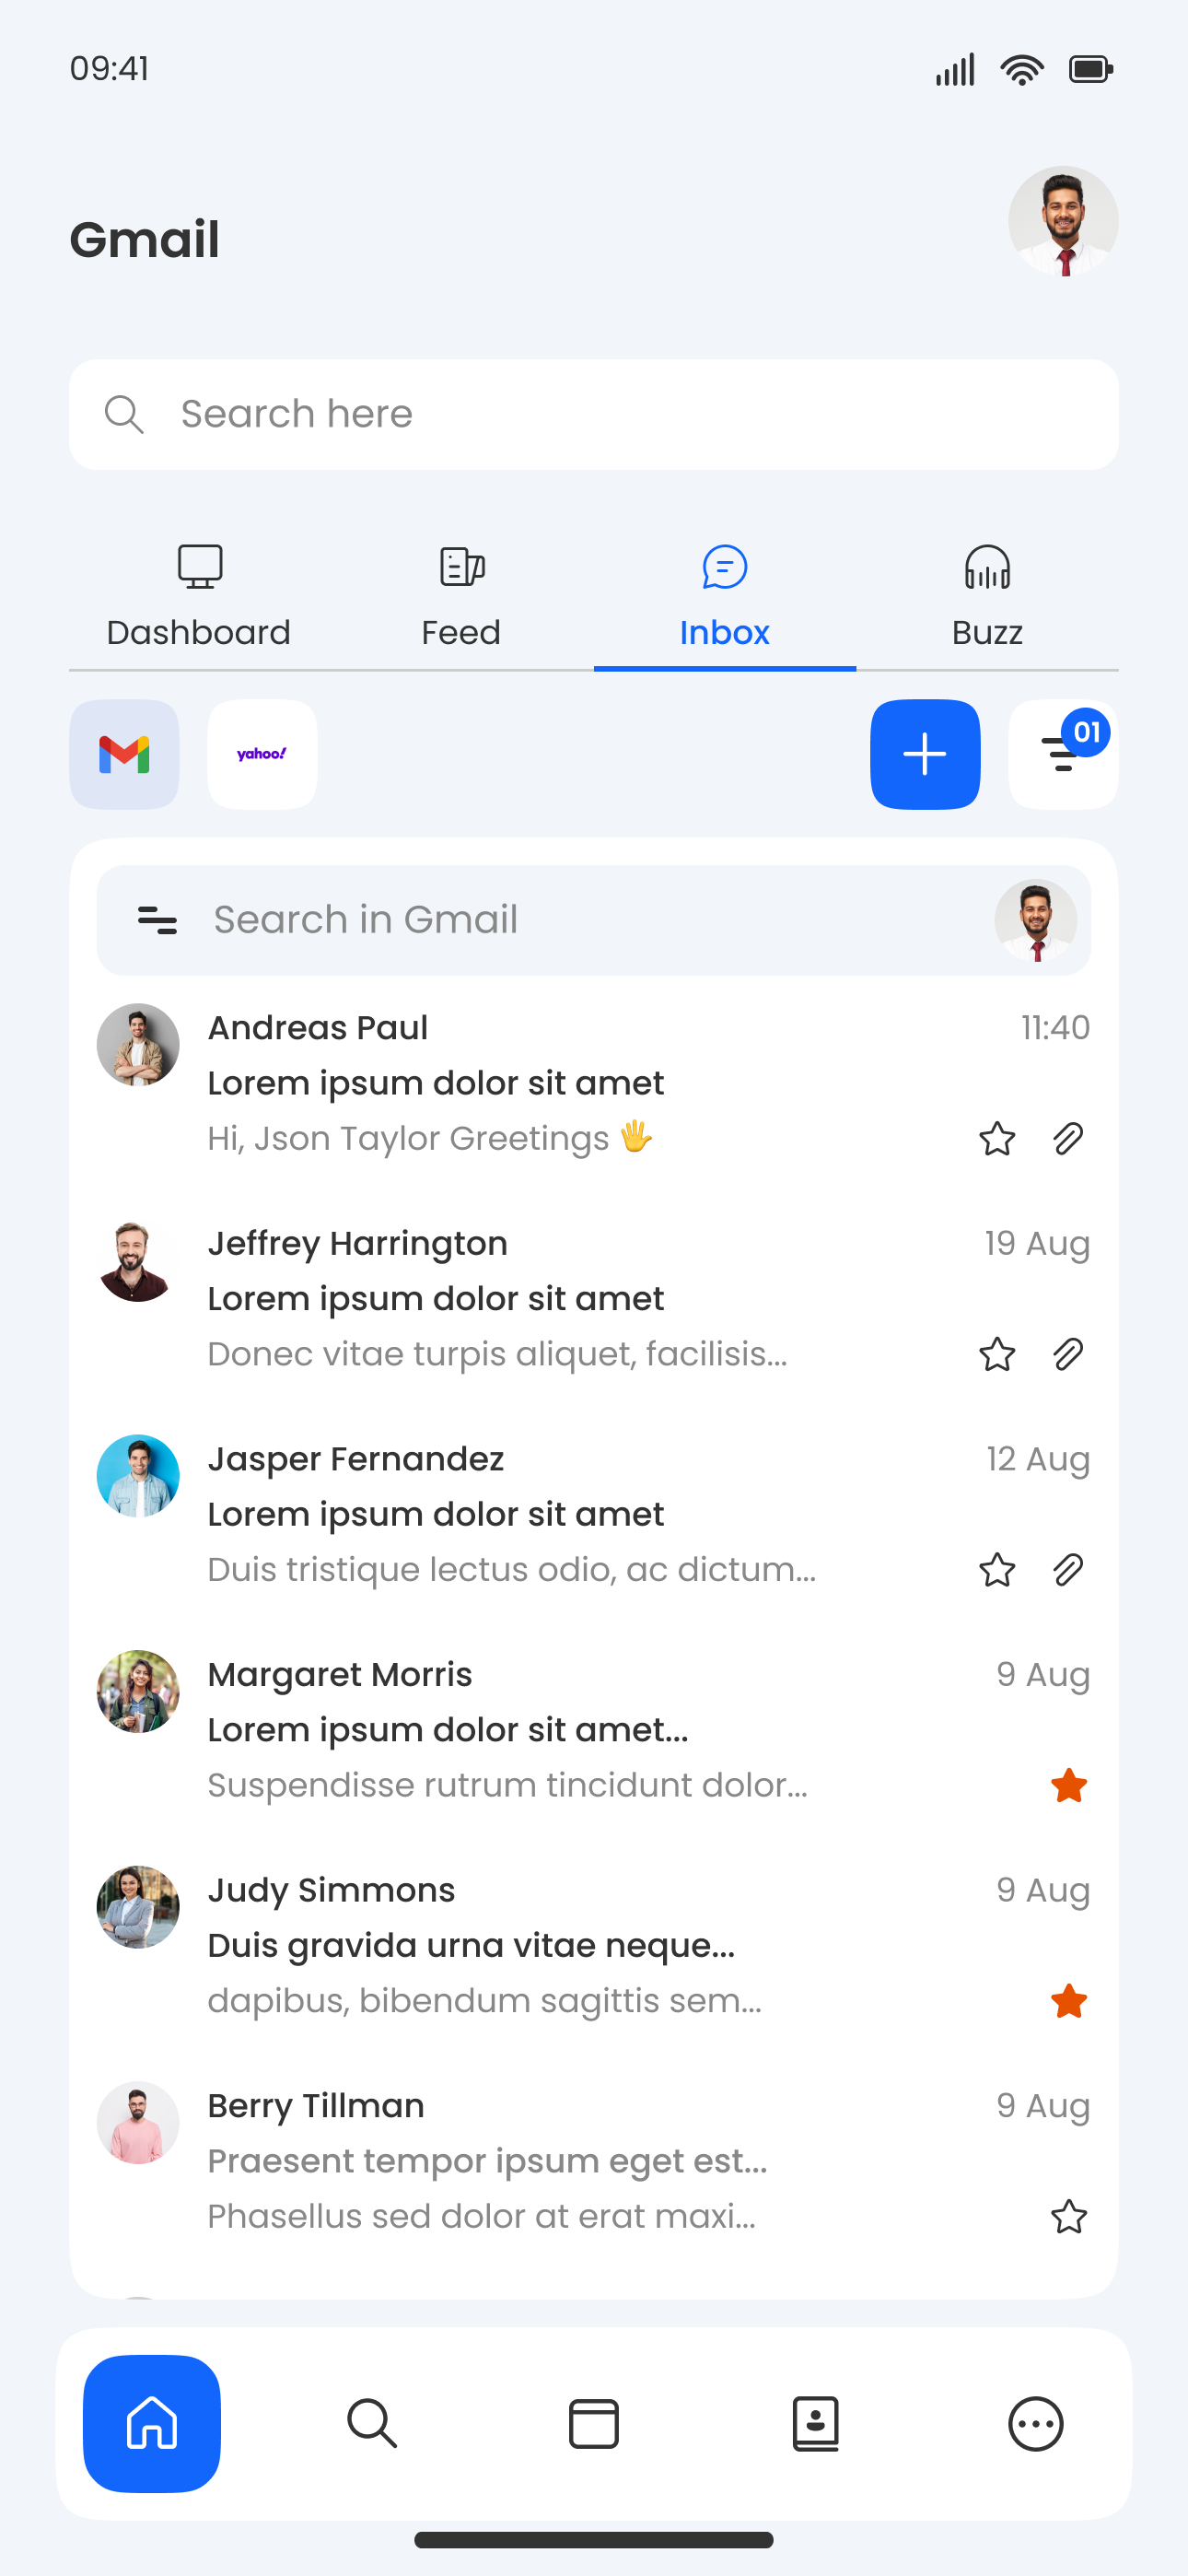 09:41
Gmail
Search here
Dashboard Feed Inbox Buzz
yahoo! 01
Search in Gmail
Andreas Paul 11:40
Lorem ipsum dolor sit amet
Hi, Json Taylor Greetings 🖐
Jeffrey Harrington 19 Aug
Lorem ipsum dolor sit amet
Donec vitae turpis aliquet, facilisis...
Jasper Fernandez 12 Aug
Lorem ipsum dolor sit amet
Duis tristique lectus odio, ac dictum...
Margaret Morris 9 Aug
Lorem ipsum dolor sit amet...
Suspendisse rutrum tincidunt dolor...
Judy Simmons 9 Aug
Duis gravida urna vitae neque...
dapibus, bibendum sagittis sem...
Berry Tillman 9 Aug
Praesent tempor ipsum eget est...
Phasellus sed dolor at erat maxi...